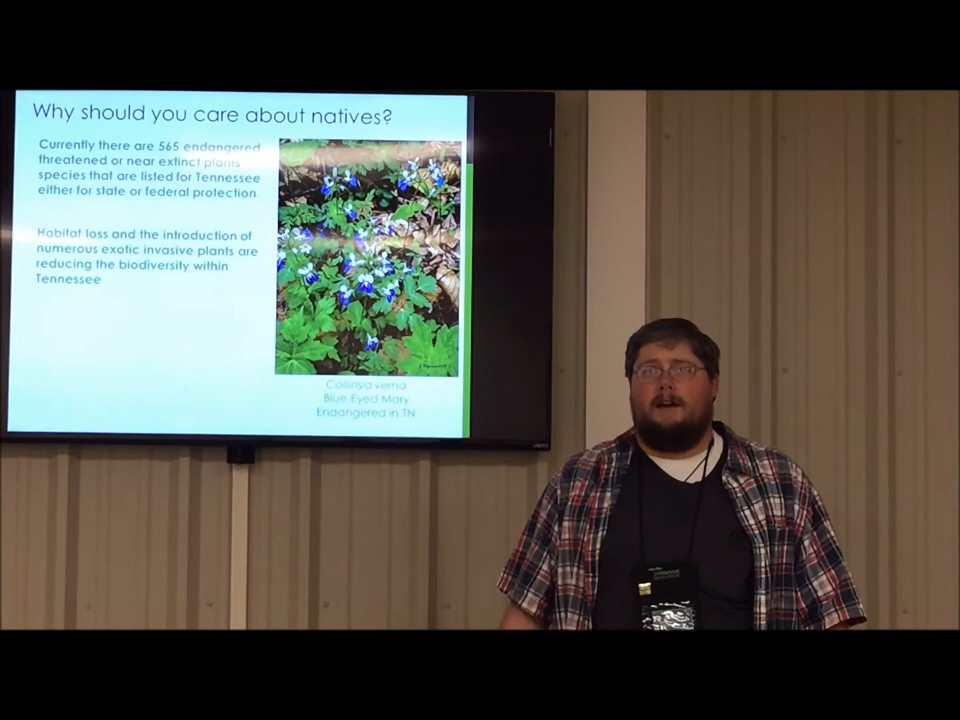 Why should you care about natives?
Currently there are 565 endangered
threatened or near extinct plants
species that are listed for Tennessee
either for state or federal protection.
Habitat loss and the introduction of
numerous exotic invasive plants are
reducing the biodiversity within
Tennessee
Collinsia verna
Blue Eyed Mary
Endangered in TN